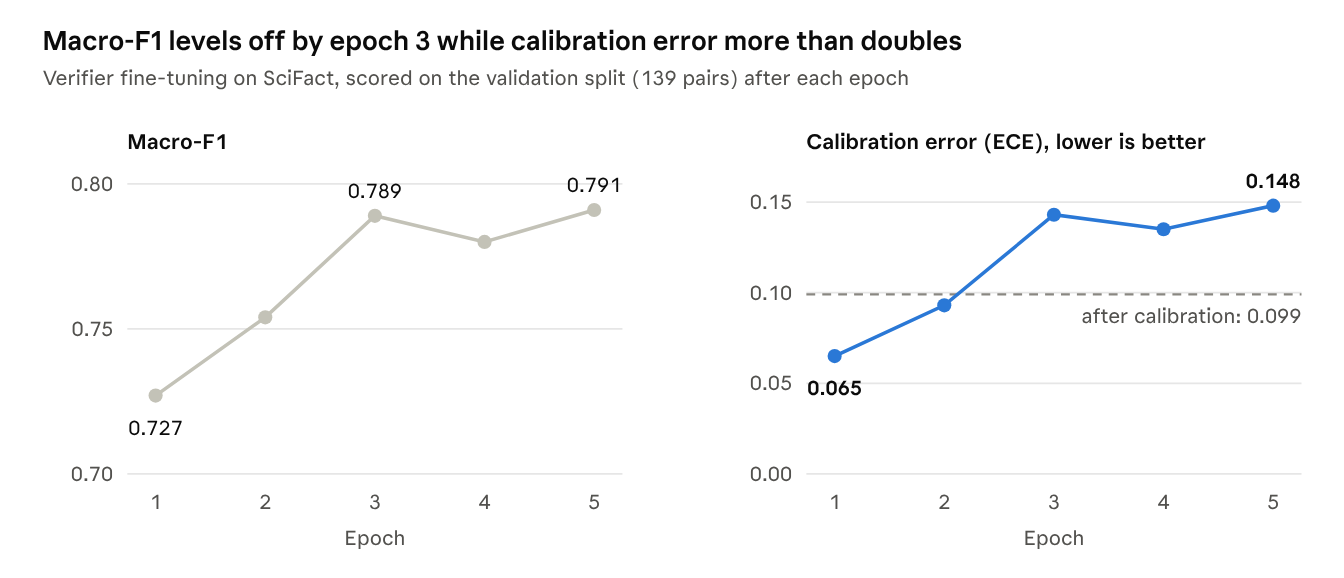 Macro-F1 levels off by epoch 3 while calibration error more than doubles
Verifier fine-tuning on SciFact, scored on the validation split (139 pairs) after each epoch
Macro-F1
0.80
0.75
0.70
0.727
0.789
0.791
1 2 3 4 5
Epoch
Calibration error (ECE), lower is better
0.15
0.10
0.05
0.00
0.065
0.148
after calibration: 0.099
1 2 3 4 5
Epoch